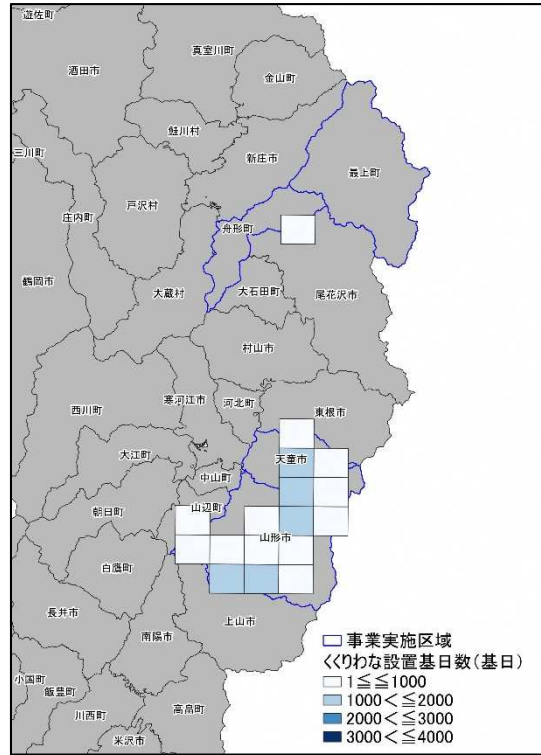 遊佐町
真室川町
酒田市
金山町
鮭川村
三川町
新庄市
最上町
戸沢村
庄内町
舟形町
鶴岡市
大蔵村
大石田町
尾花沢市
村山市
寒河江市
河北町
西川町
東根市
大江町
天童市
中山町
朝日町
山辺町
山形市
白鷹町
長井市
上山市
南陽市
小国町
飯豊町
川西町
高畠町
米沢市
事業実施区域
くくりわな設置基日数(基日)
1≦≦1000
1000<≦2000
2000<≦3000
3000<≦4000